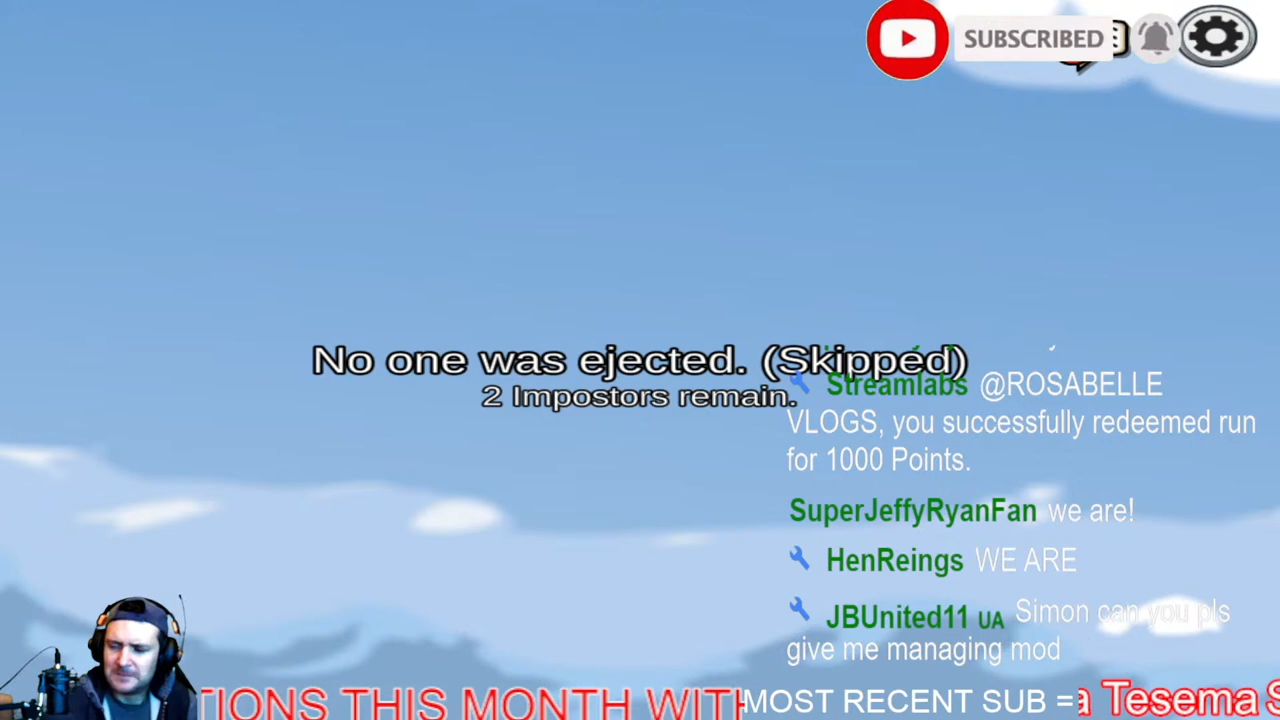 SUBSCRIBED
No one was ejected. (Skipped)
2 Impostors remain.
Streamlabs @ROSABELLE
VLOGS, you successfully redeemed run
for 1000 Points.
SuperJeffyRyanFan we are!
HenReings WE ARE
JBUnited11 UA Simon can you pls
give me managing mod
TIONS THIS MONTH WITH MOST RECENT SUB = a Tesema S